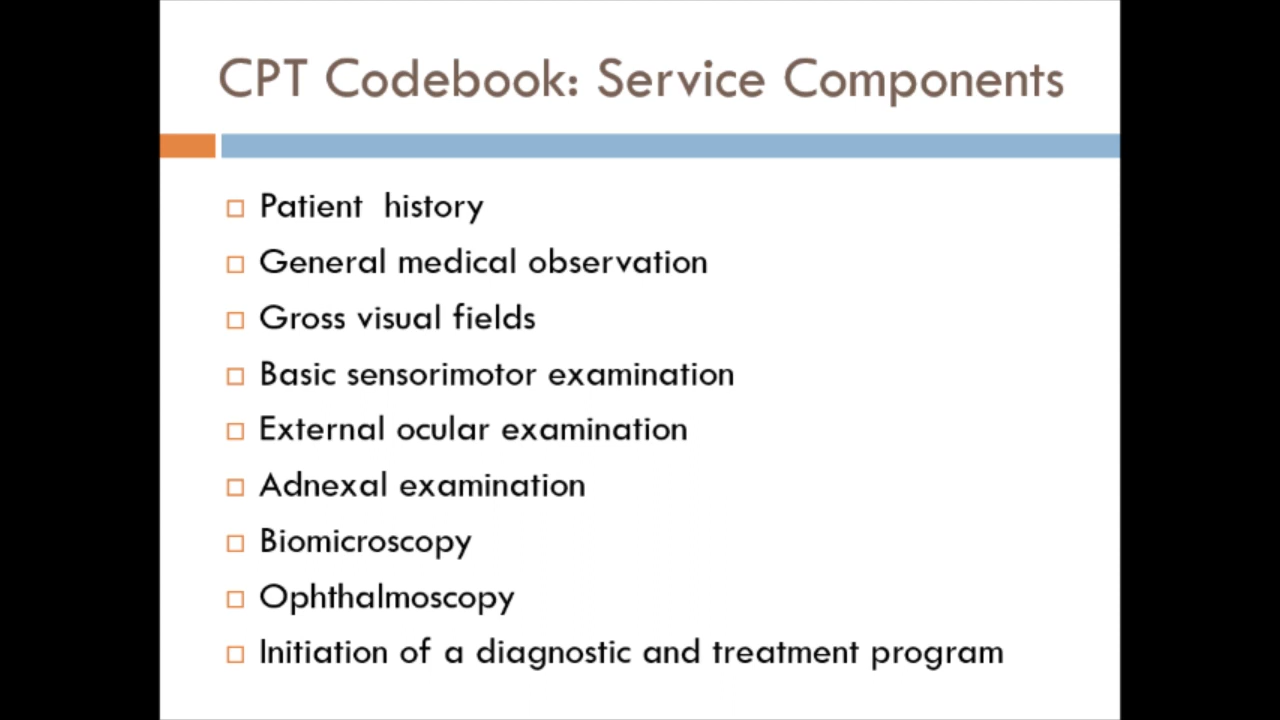 CPT Codebook: Service Components
Patient history
General medical observation
Gross visual fields
Basic sensorimotor examination
External ocular examination
Adnexal examination
Biomicroscopy
Ophthalmoscopy
Initiation of a diagnostic and treatment program